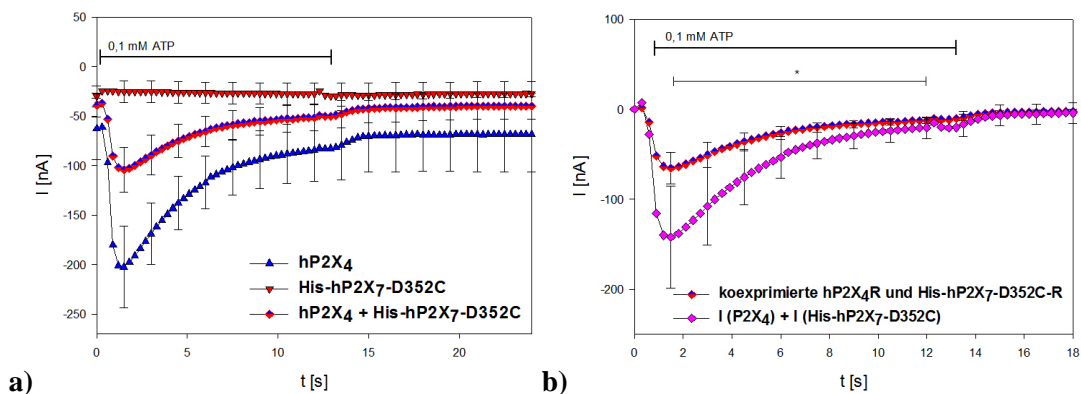 50
0
-50
-100
-150
-200
-250
I [nA]
0,1 mM ATP
hP2X4
His-hP2X7-D352C
hP2X4 + His-hP2X7-D352C
0
5
10
15
20
t [s]
a)
100
0
-100
-200
I [nA]
0,1 mM ATP
*
koexprimierte hP2X4R und His-hP2X7-D352C-R
I (P2X4) + I (His-hP2X7-D352C)
0
2
4
6
8
10
12
14
16
18
t [s]
b)